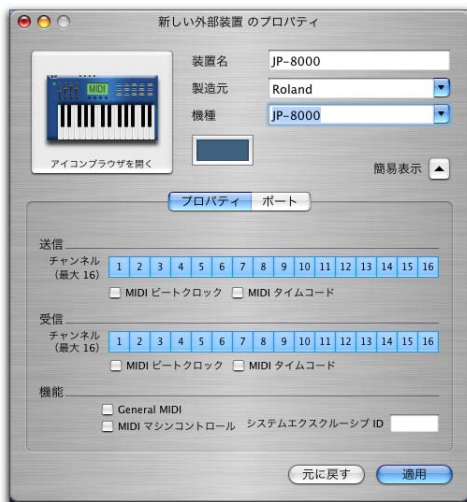 新しい外部装置 のプロパティ
装置名 JP-8000
製造元 Roland
機種 JP-8000
MIDI
アイコンブラウザを開く
簡易表示
プロパティ ポート
送信
チャンネル
(最大 16) 1 2 3 4 5 6 7 8 9 10 11 12 13 14 15 16
MIDI ビートクロック MIDI タイムコード
受信
チャンネル
(最大 16) 1 2 3 4 5 6 7 8 9 10 11 12 13 14 15 16
MIDI ビートクロック MIDI タイムコード
機能
General MIDI
MIDI マシンコントロール システムエクスクルーシブ ID
元に戻す 適用